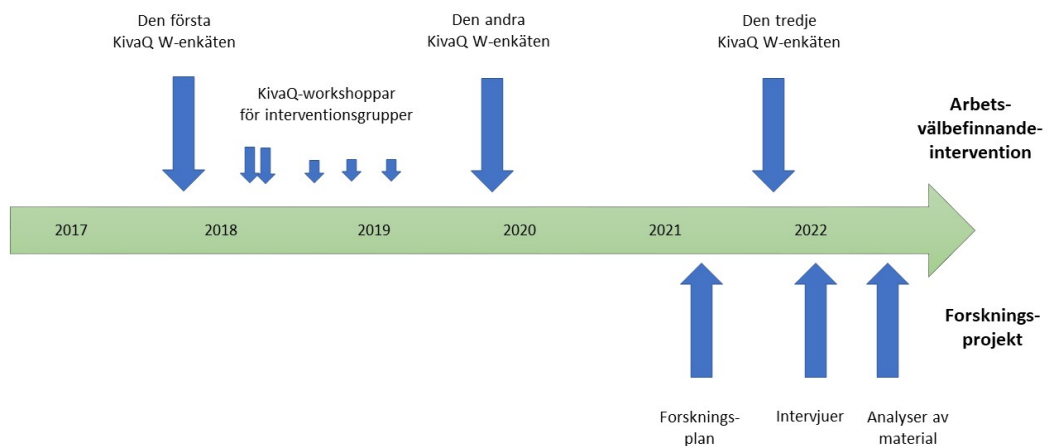 Den första
KivaQ W-enkäten
Den andra
KivaQ W-enkäten
Den tredje
KivaQ W-enkäten
KivaQ-workshoppar
för interventionsgrupper
Arbets-
välbefinnande-
intervention
2017
2018
2019
2020
2021
2022
Forsknings-
projekt
Forsknings-
plan
Intervjuer
Analyser av
material